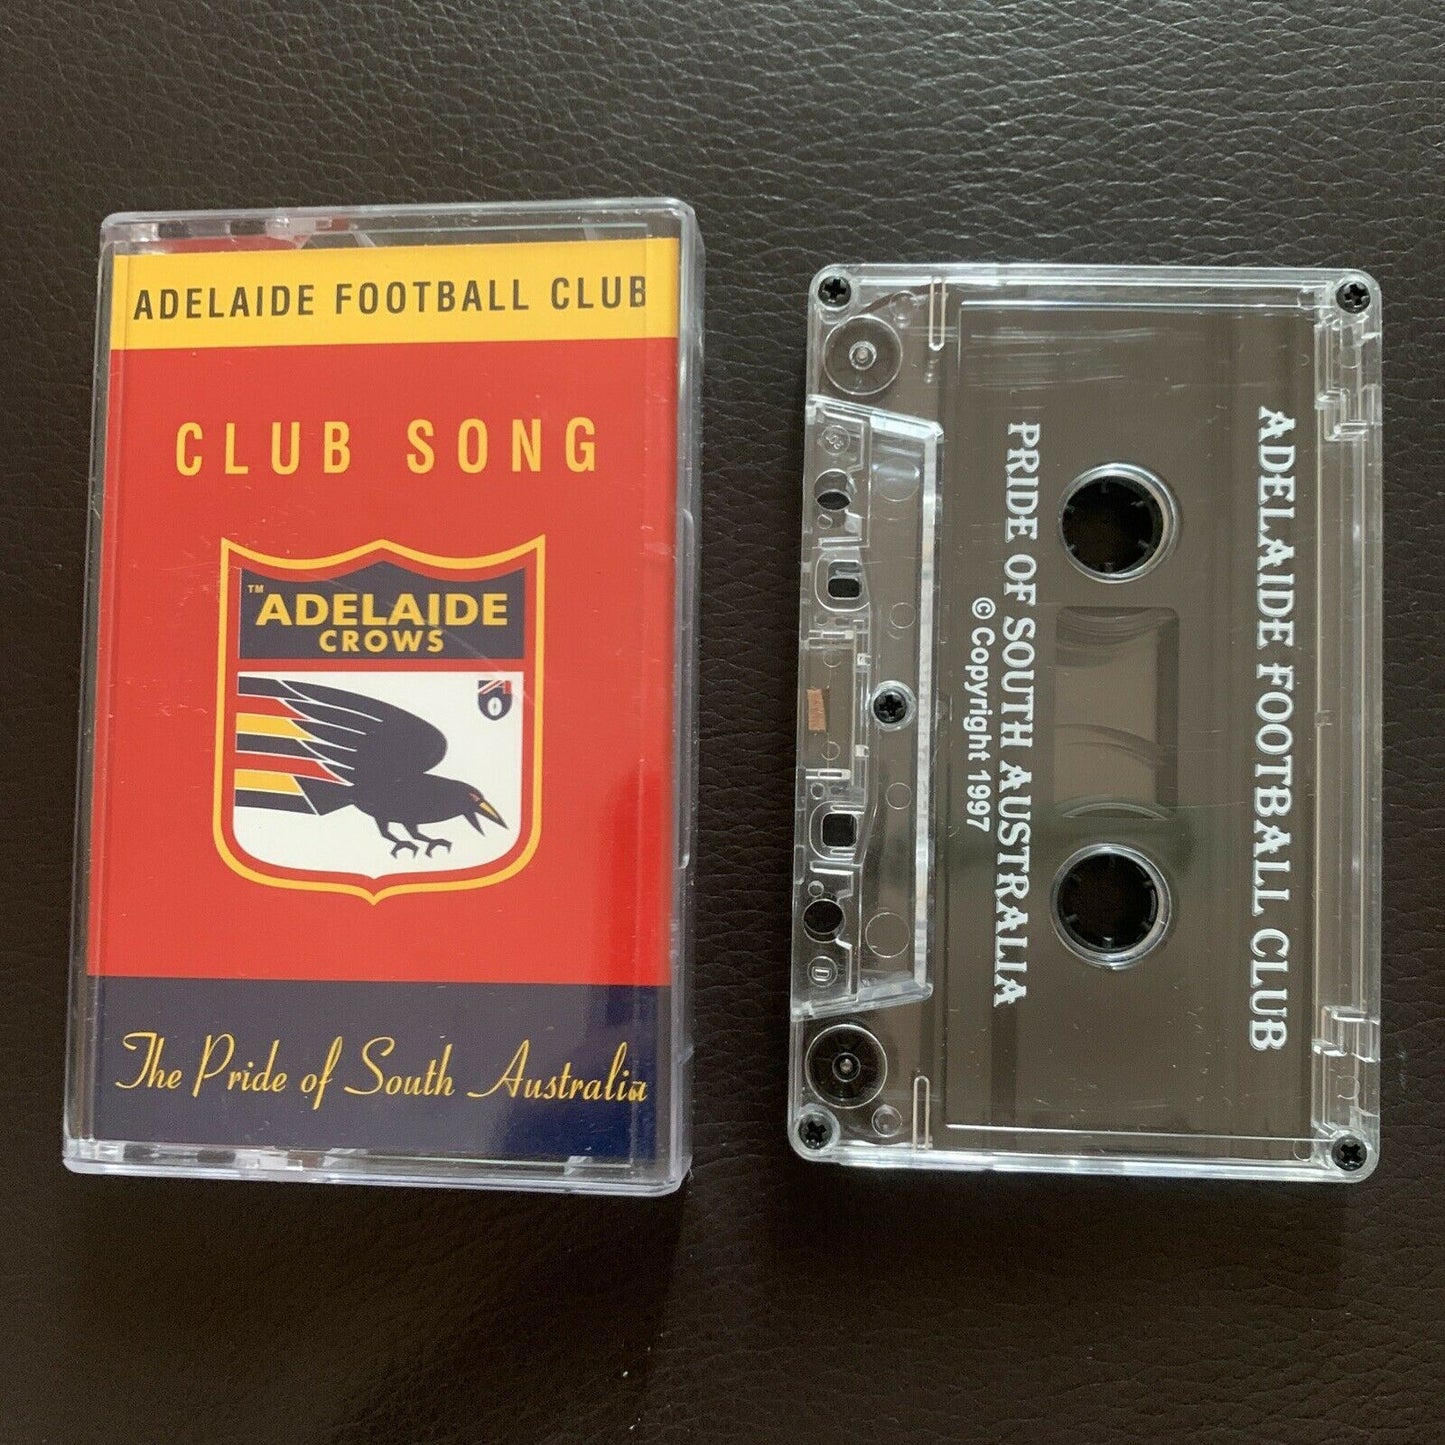 ADELAIDE FOOTBALL CLUB
CLUB SONG
TM
ADELAIDE
CROWS
The Pride of South Australia
ADELAIDE FOOTBALL CLUB
PRIDE OF SOUTH AUSTRALIA
© Copyright 1997
D